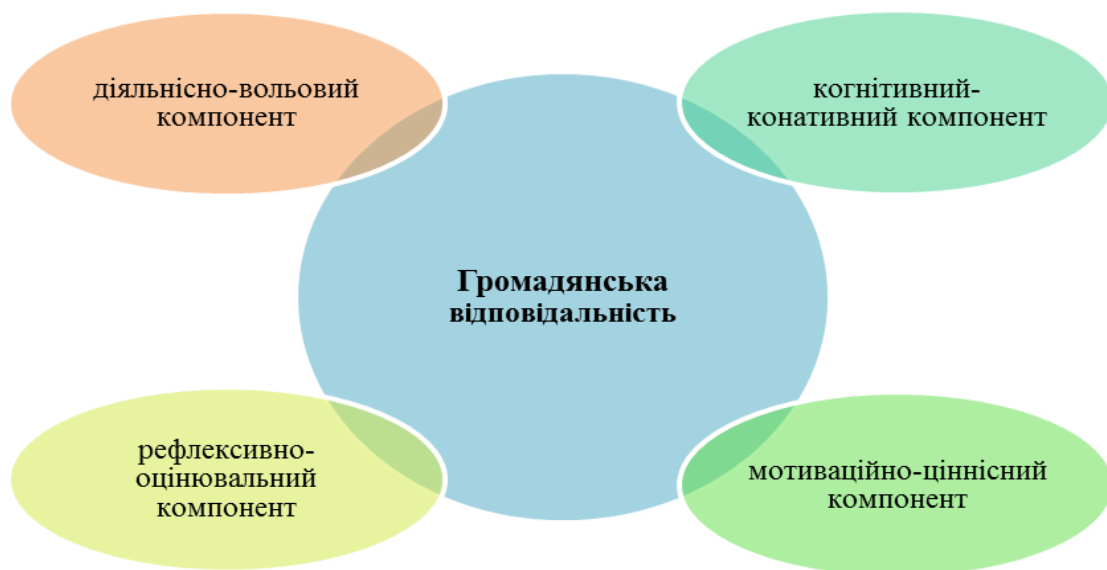 діяльнісно-вольовий
компонент
когнітивний-
конативний компонент
Громадянська
відповідальність
рефлексивно-
оцінювальний
компонент
мотиваційно-ціннісний
компонент